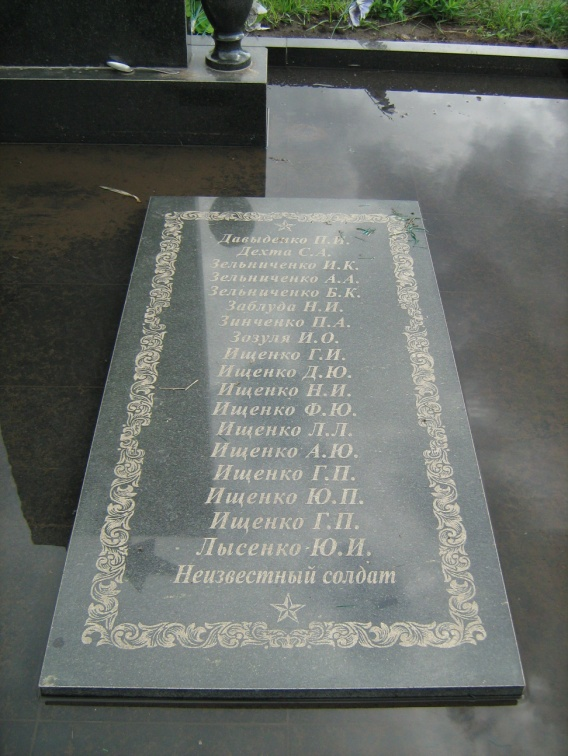 Давыденко П.К.
Дехта С.А.
Зельниченко И.К.
Зельниченко А.А.
Зельниченко Б.К.
Заблуда Н.И.
Зинченко П.А.
Зозуля И.О.
Ищенко Г.И.
Ищенко Д.Ю.
Ищенко Н.И.
Ищенко Ф.Ю.
Ищенко Л.Л.
Ищенко А.Ю.
Ищенко Г.П.
Ищенко Ю.П.
Ищенко Г.П.
Лысенко Ю.И.
Неизвестный солдат